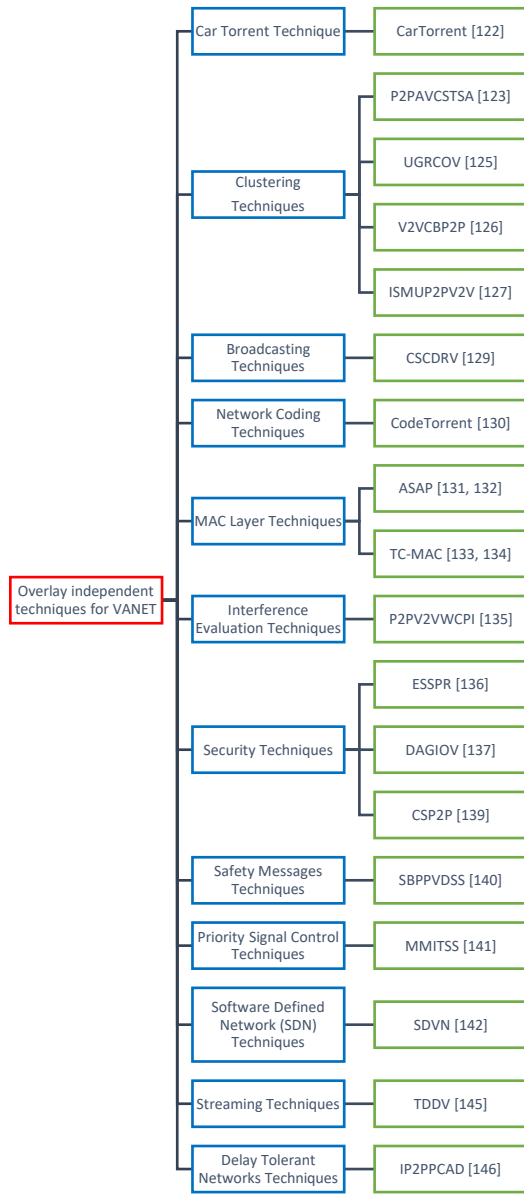 Car Torrent Technique
CarTorrent [122]
P2PAVCSTSA [123]
UGRCOV [125]
Clustering
Techniques
V2VCBP2P [126]
ISMUP2PV2V [127]
Broadcasting
Techniques
CSCDRV [129]
Network Coding
Techniques
CodeTorrent [130]
ASAP [131, 132]
MAC Layer Techniques
TC-MAC [133, 134]
Overlay independent
techniques for VANET
Interference
Evaluation Techniques
P2PV2VWCPI [135]
ESSPR [136]
Security Techniques
DAGIOV [137]
CSP2P [139]
Safety Messages
Techniques
SBPPVDSS [140]
Priority Signal Control
Techniques
MMITSS [141]
Software Defined
Network (SDN)
Techniques
SDVN [142]
Streaming Techniques
TDDV [145]
Delay Tolerant
Networks Techniques
IP2PPCAD [146]